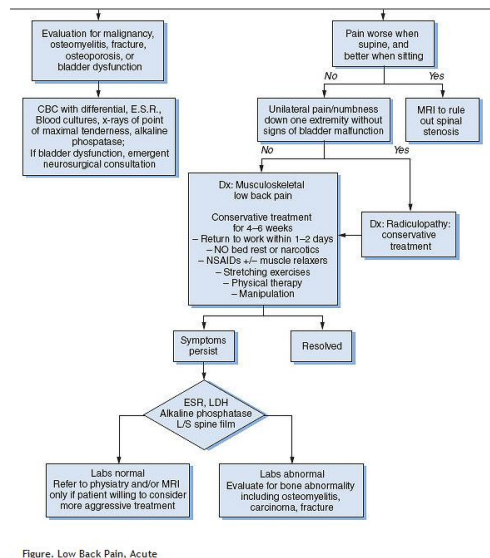 Evaluation for malignancy,
osteomyelitis, fracture,
osteoporosis, or
bladder dysfunction
Pain worse when
supine, and
better when sitting
No
Yes
CBC with differential, E.S.R.,
Blood cultures, x-rays of point
of maximal tenderness, alkaline
phospatase;
If bladder dysfunction, emergent
neurosurgical consultation
Unilateral pain/numbness
down one extremity without
signs of bladder malfunction
MRI to rule
out spinal
stenosis
No
Yes
Dx: Musculoskeletal
low back pain
Conservative treatment
for 4–6 weeks
– Return to work within 1–2 days
– NO bed rest or narcotics
– NSAIDs +/– muscle relaxers
– Stretching exercises
– Physical therapy
– Manipulation
Dx: Radiculopathy:
conservative
treatment
Symptoms
persist
Resolved
ESR, LDH
Alkaline phosphatase
L/S spine film
Labs normal
Refer to physiatry and/or MRI
only if patient willing to consider
more aggressive treatment
Labs abnormal
Evaluate for bone abnormality
including osteomyelitis,
carcinoma, fracture
Figure. Low Back Pain, Acute